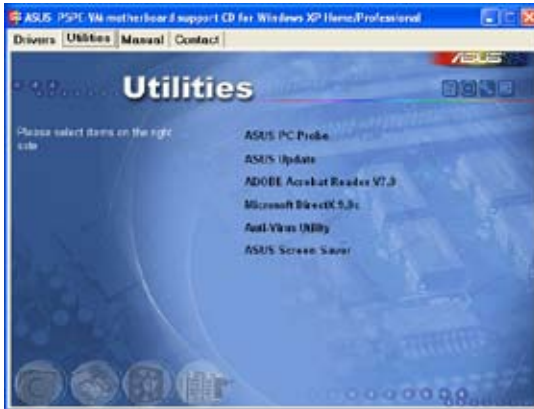 ASUS P5PE-VM motherboard support CD for Windows XP Home/Professional
Drivers Utilities Manual Contact
ASUS
Utilities
Please select items on the right
side
ASUS PC Probe
ASUS Update
ADOBE Acrobat Reader V7.0
Microsoft DirectX 9.0c
Anti-Virus Utility
ASUS Screen Saver